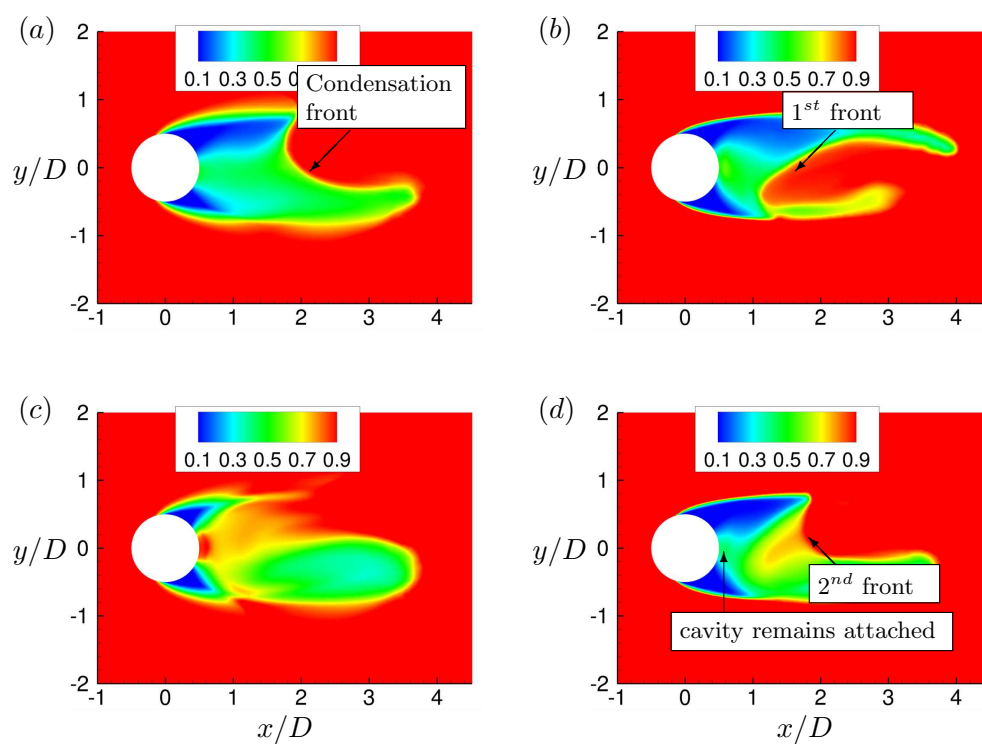 (a)
2
1
0
-1
-2
y/D
0.1 0.3 0.5 0.
Condensation
front
-1 0 1 2 3 4
(b)
2
1
0
-1
-2
y/D
0.1 0.3 0.5 0.7 0.9
1st front
-1 0 1 2 3 4
(c)
2
1
0
-1
-2
y/D
0.1 0.3 0.5 0.7 0.9
-1 0 1 2 3 4
x/D
(d)
2
1
0
-1
-2
y/D
0.1 0.3 0.5 0.7 0.9
2nd front
cavity remains attached
-1 0 1 2 3 4
x/D